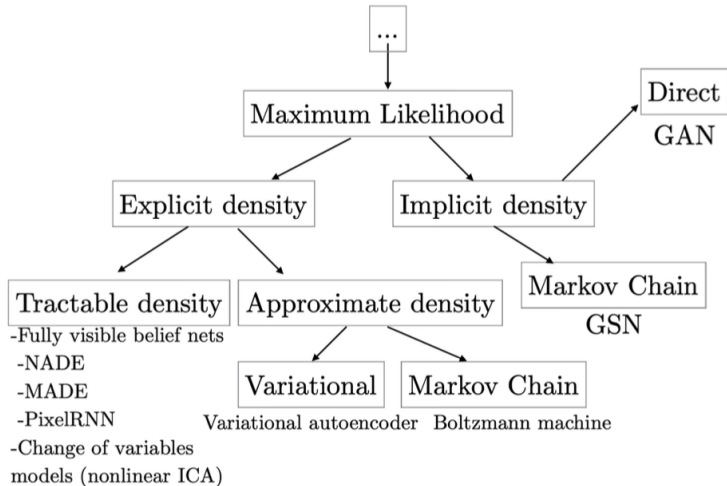 ...
Maximum Likelihood
Direct
GAN
Explicit density
Implicit density
Tractable density
-Fully visible belief nets
-NADE
-MADE
-PixelRNN
-Change of variables
models (nonlinear ICA)
Approximate density
Variational
Variational autoencoder
Markov Chain
Boltzmann machine
Markov Chain
GSN